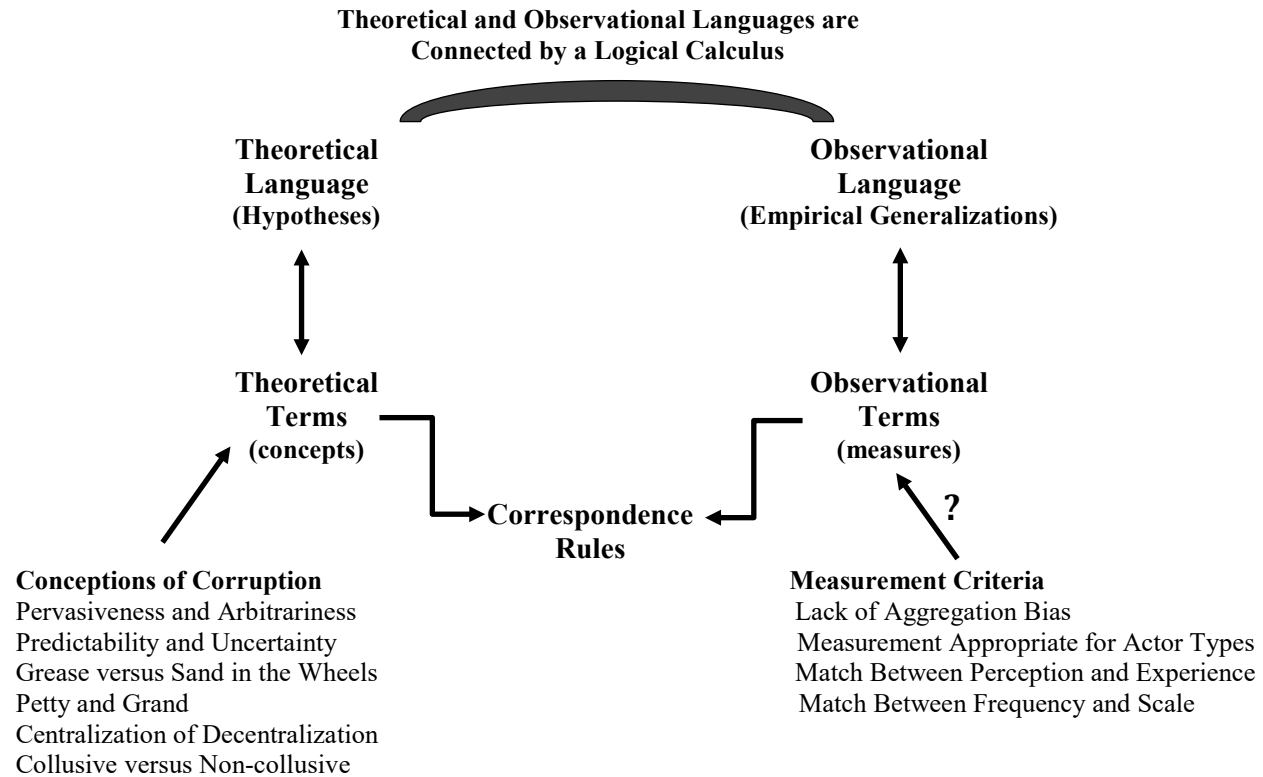 Theoretical and Observational Languages are
Connected by a Logical Calculus
Theoretical
Language
(Hypotheses)
Observational
Language
(Empirical Generalizations)
Theoretical
Terms
(concepts)
Observational
Terms
(measures)
Correspondence
Rules
?
Conceptions of Corruption
Pervasiveness and Arbitrariness
Predictability and Uncertainty
Grease versus Sand in the Wheels
Petty and Grand
Centralization of Decentralization
Collusive versus Non-collusive
Measurement Criteria
Lack of Aggregation Bias
Measurement Appropriate for Actor Types
Match Between Perception and Experience
Match Between Frequency and Scale